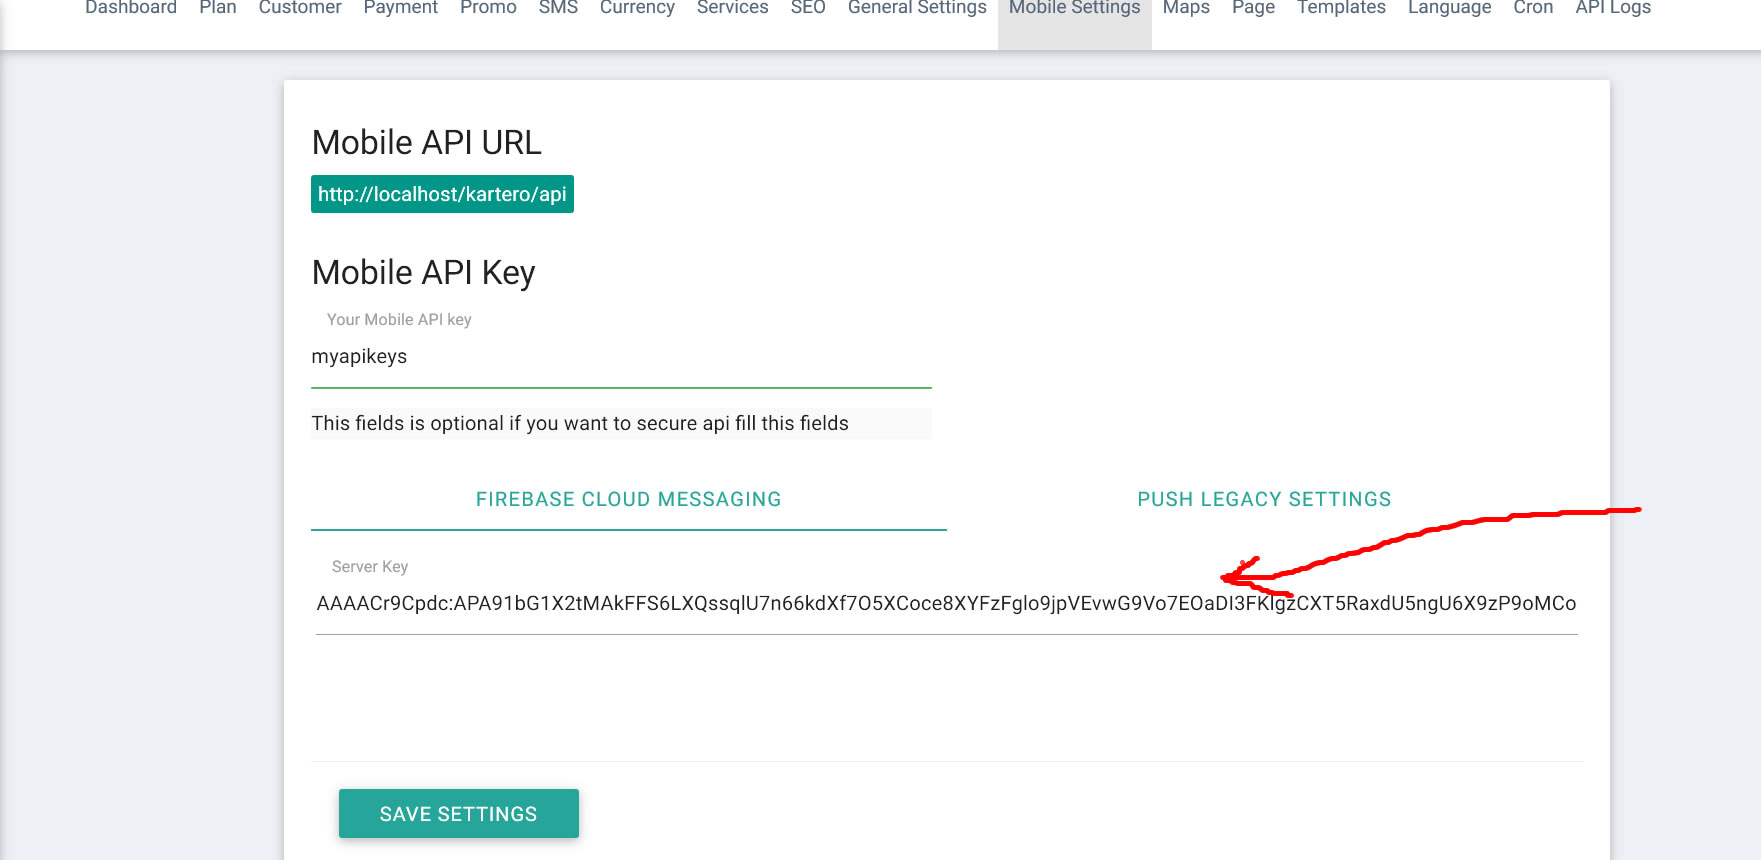 Dashboard Plan Customer Payment Promo SMS Currency Services SEO General Settings Mobile Settings Maps Page Templates Language Cron API Logs
Mobile API URL
http://localhost/kartero/api
Mobile API Key
Your Mobile API key
myapikeys
This fields is optional if you want to secure api fill this fields
FIREBASE CLOUD MESSAGING PUSH LEGACY SETTINGS
Server Key
AAAACr9Cpdc:APA91bG1X2tMAkFFS6LXQssqlU7n66kdXf7O5XCoce8XYFzFglo9jpVEvwG9Vo7EOaDI3FKlgzCXT5RaxdU5ngU6X9zP9oMCo
SAVE SETTINGS